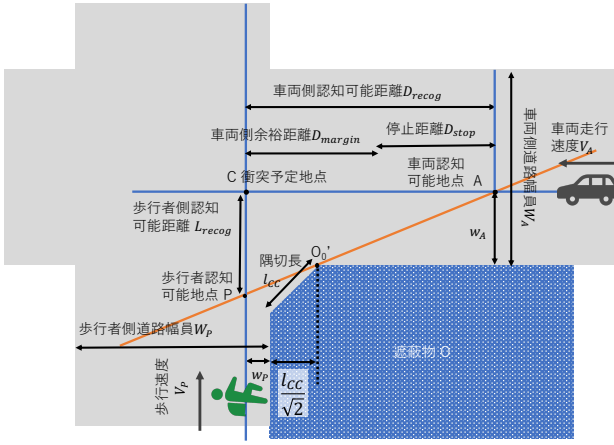 車両側認知可能距離D_recog
車両側余裕距離D_margin
停止距離D_stop
車両側道路幅員W_A
車両走行
速度V_A
C 衝突予定地点
車両認知
可能地点 A
歩行者側認知
可能距離 L_recog
w_A
隅切長
l_CC
O_0'
歩行者認知
可能地点 P
歩行者側道路幅員W_P
遮蔽物 O
w_P
l_CC
√2
歩行速度
V_P